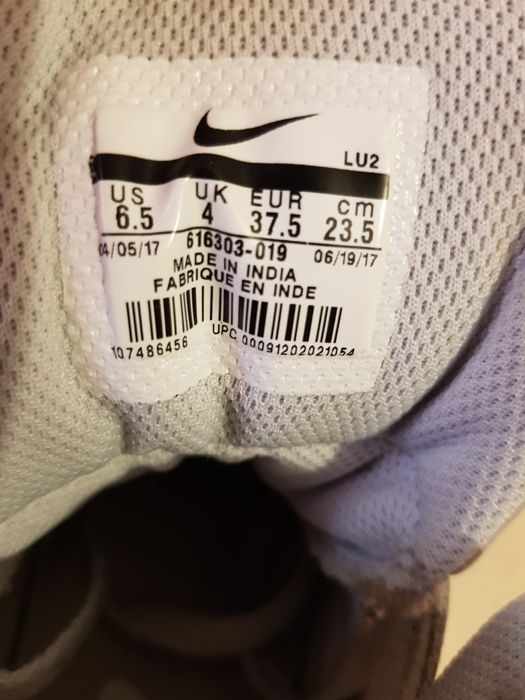 LU2
US UK EUR cm
6.5 4 37.5 23.5
04/05/17 616303-019 06/19/17
MADE IN INDIA
FABRIQUE EN INDE
107486456 UPC 00091202021054